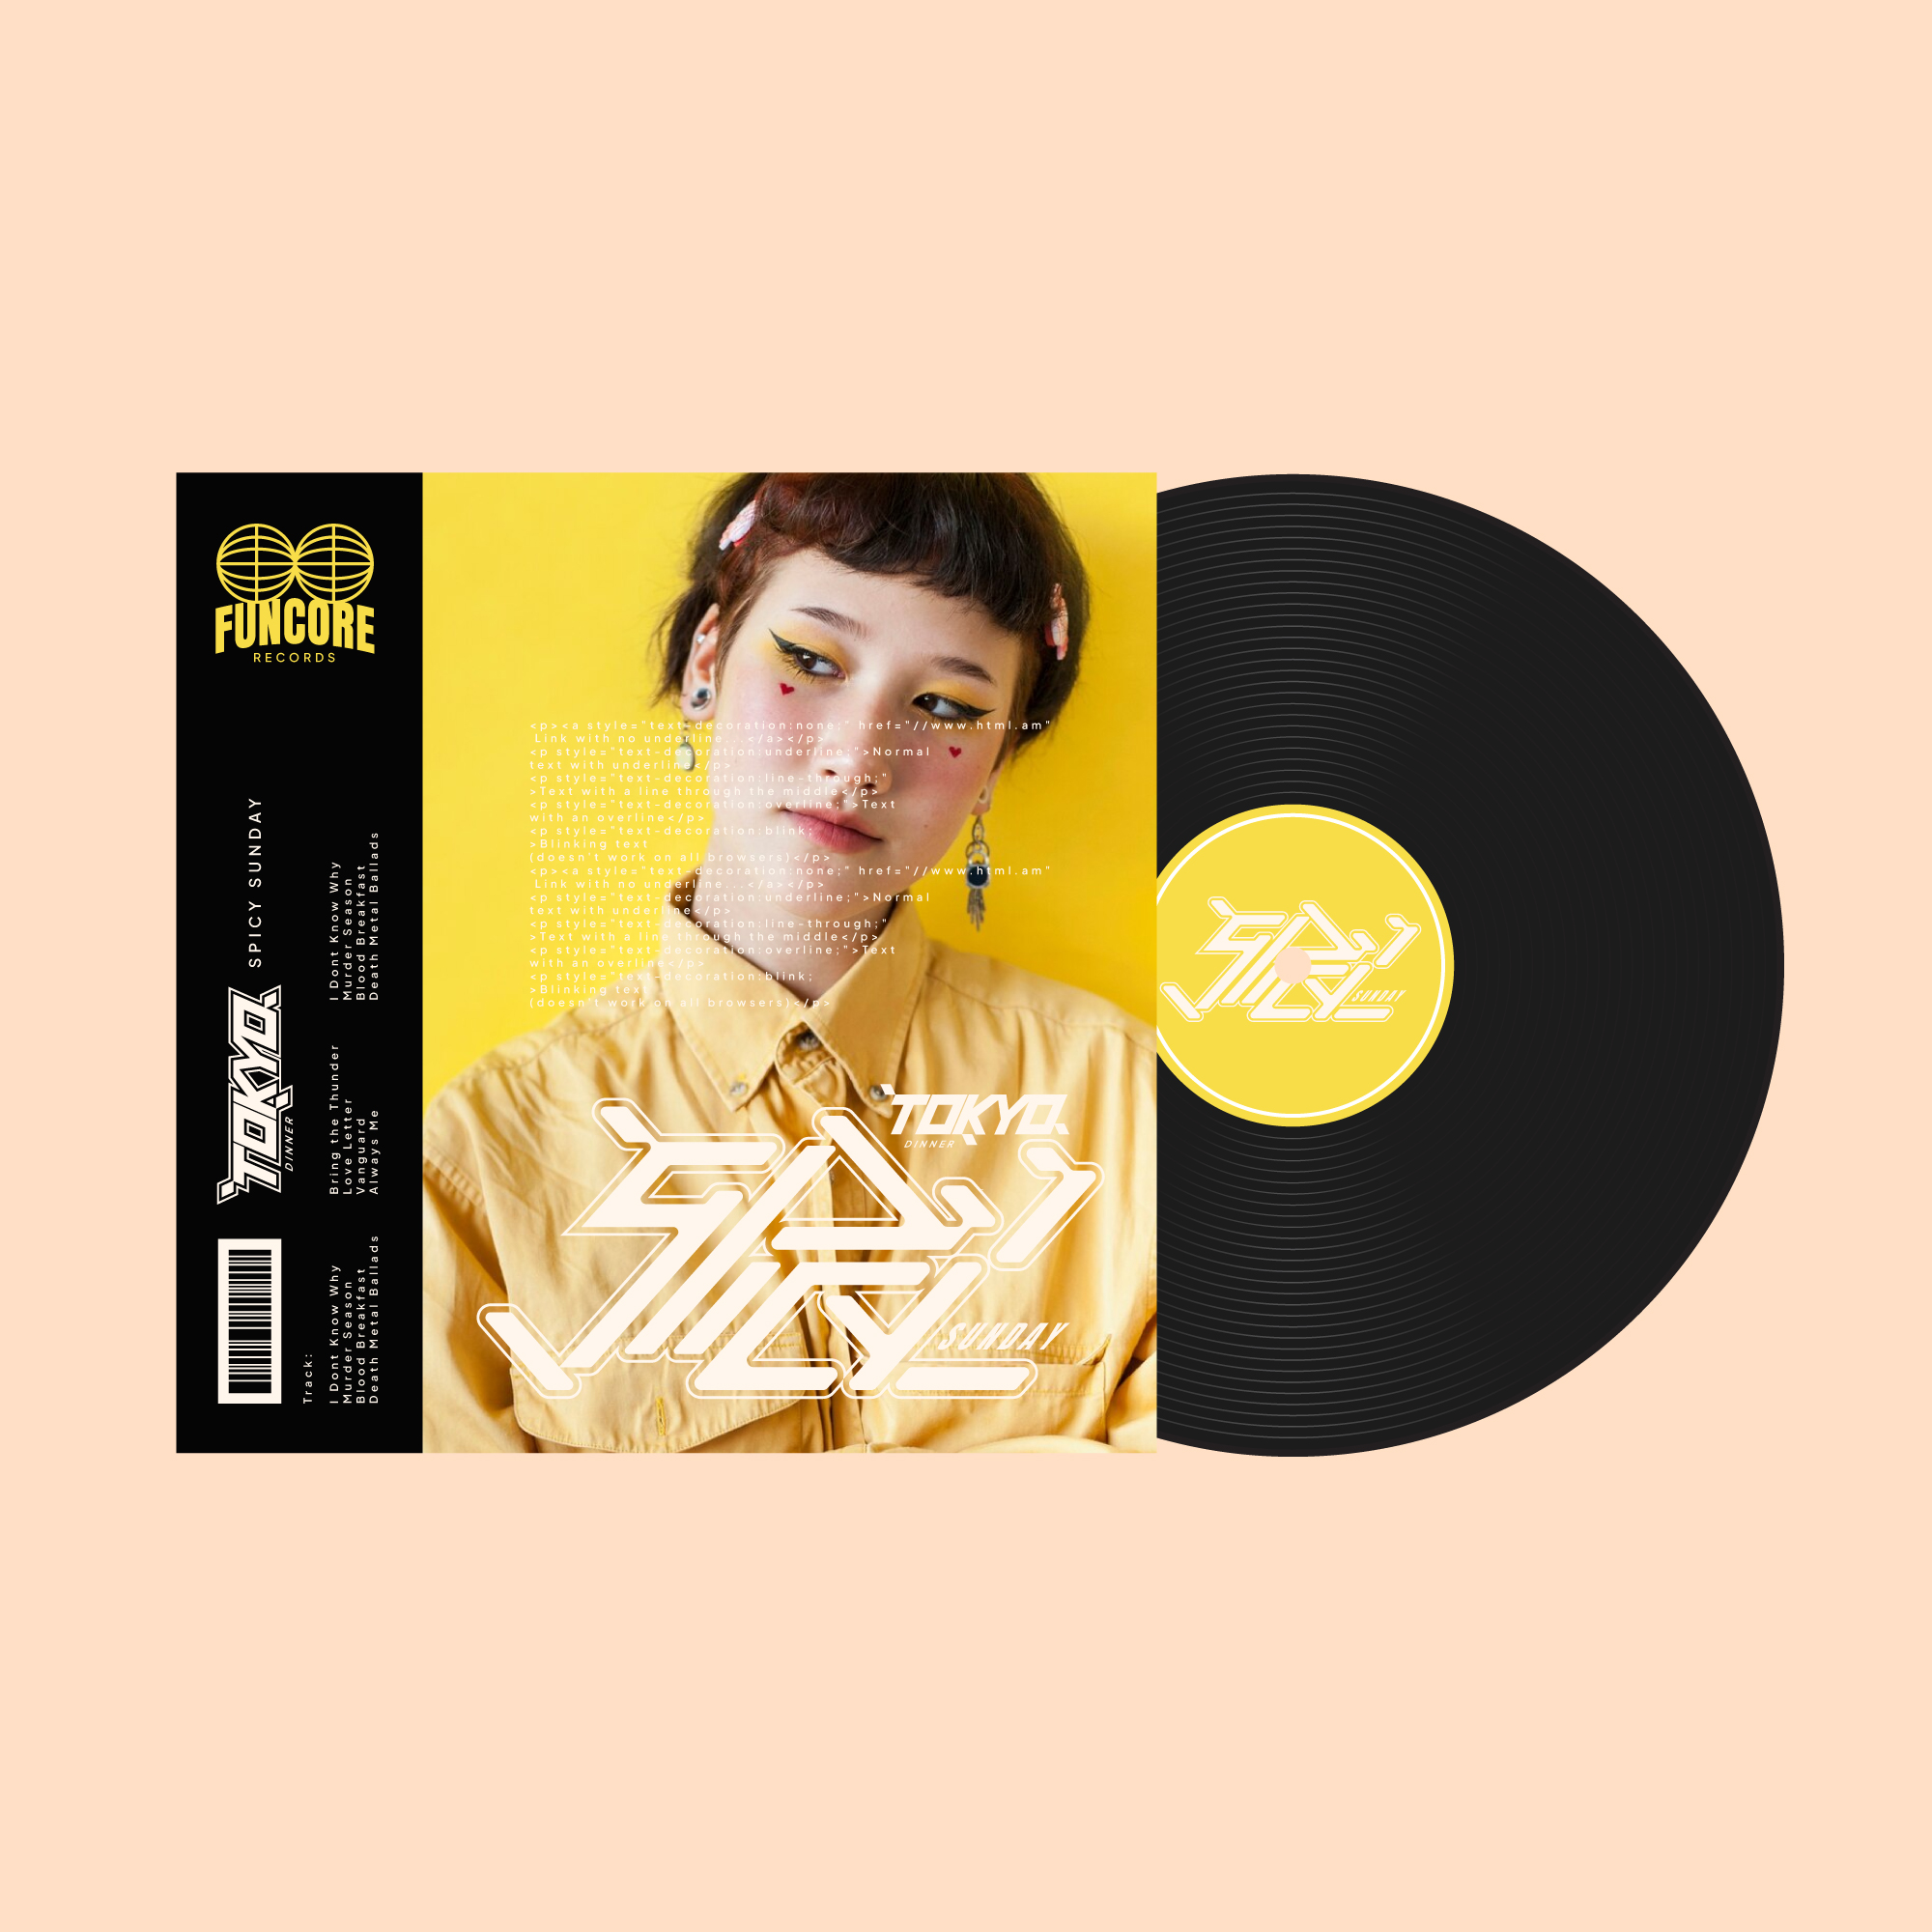 FUNCORE
RECORDS
SPICY SUNDAY
TOKYO
DINNER
Track:
I Dont Know Why
Murder Season
Blood Breakfast
Death Metal Ballads
Bring the Thunder
Love Letter
Vanguard
Always Me
I Dont Know Why
Murder Season
Blood Breakfast
Death Metal Ballads
<p><a style="text-decoration:none;" href="//www.html.am"
Link with no underline...</a></p>
<p style="text-decoration:underline;">Normal
text with underline</p>
<p style="text-decoration:line-through;"
>Text with a line through the middle</p>
<p style="text-decoration:overline;">Text
with an overline</p>
<p style="text-decoration:blink;
>Blinking text
(doesn't work on all browsers)</p>
<p><a style="text-decoration:none;" href="//www.html.am"
Link with no underline...</a></p>
<p style="text-decoration:underline;">Normal
text with underline</p>
<p style="text-decoration:line-through;"
>Text with a line through the middle</p>
<p style="text-decoration:overline;">Text
with an overline</p>
<p style="text-decoration:blink;
>Blinking text
(doesn't work on all browsers)</p>
TOKYO
DINNER
SPICY
SUNDAY
SPICY
SUNDAY